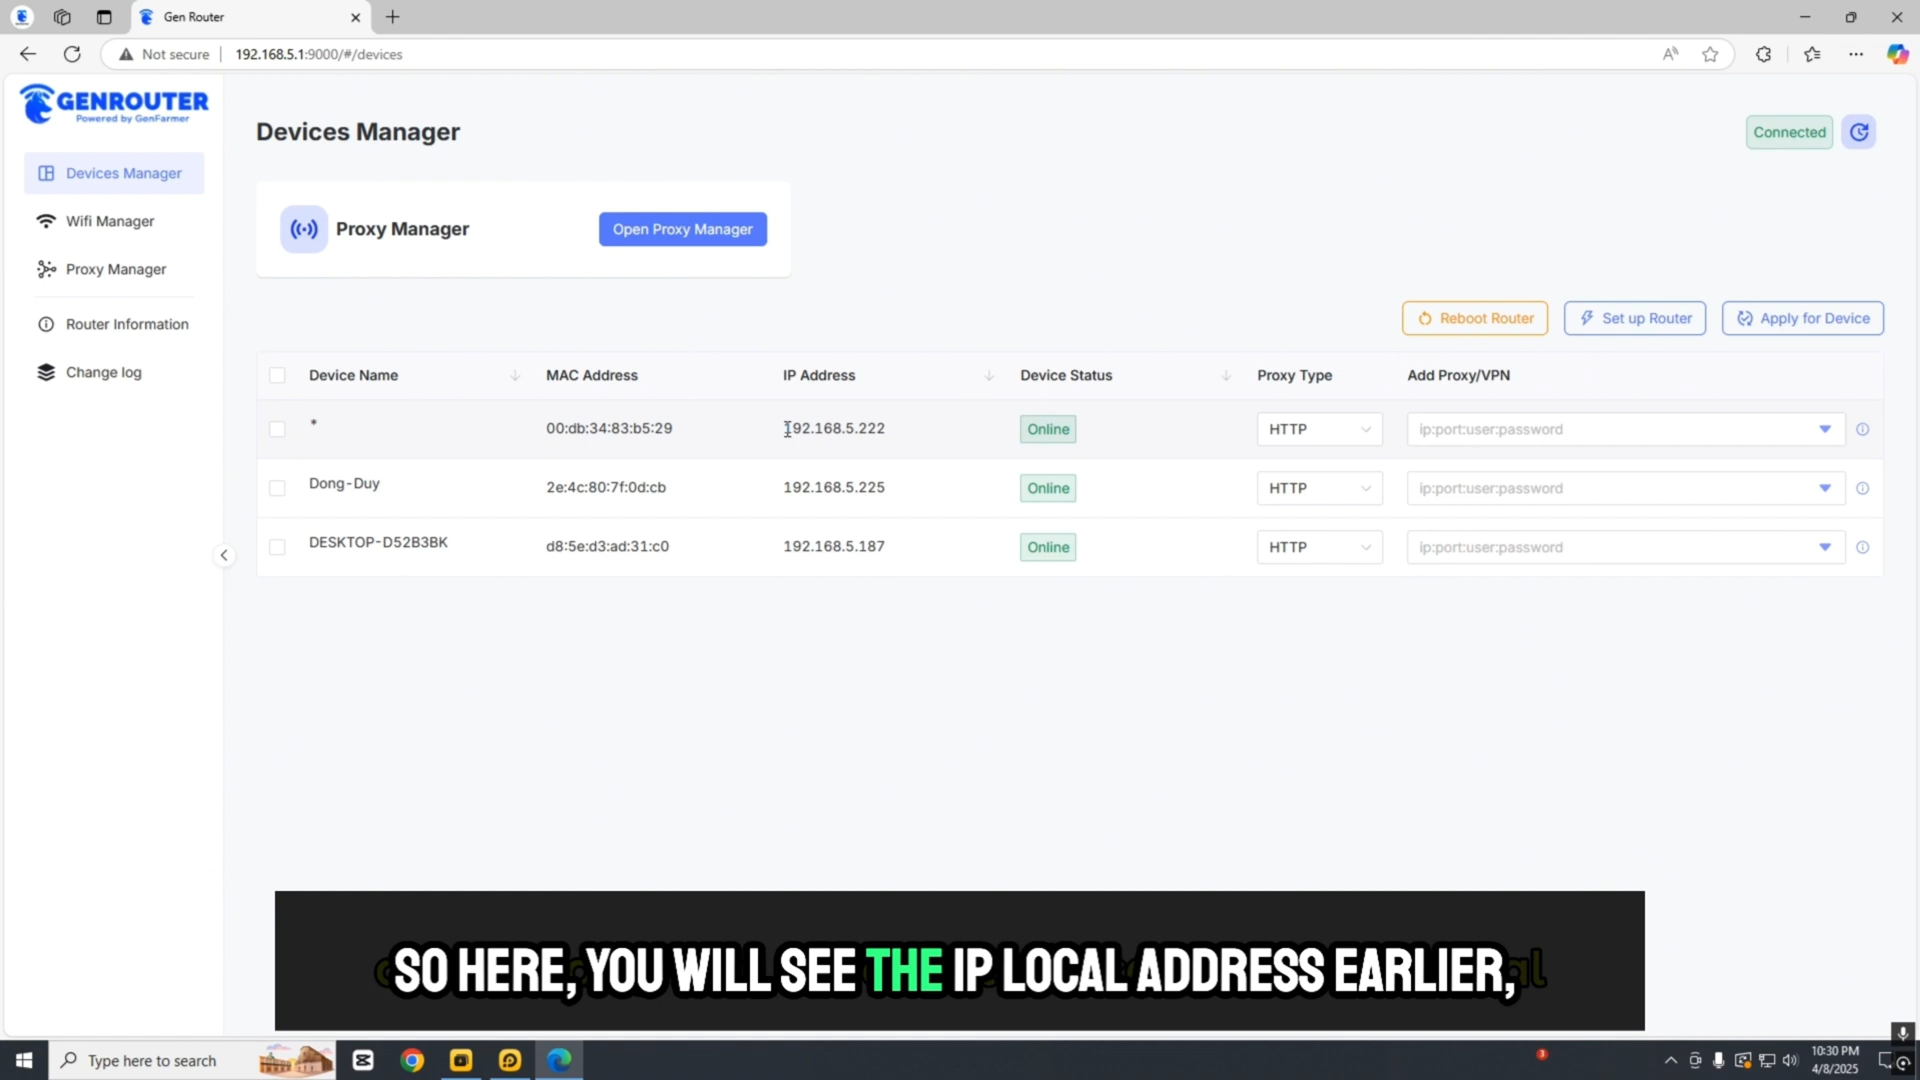 Gen Router
Not secure
192.168.5.1:9000/#/devices
GENROUTER
Powered by GenFarmer
Devices Manager
Wifi Manager
Proxy Manager
Router Information
Change log
Devices Manager
Connected
Proxy Manager
Open Proxy Manager
Reboot Router
Set up Router
Apply for Device
Device Name MAC Address IP Address Device Status Proxy Type Add Proxy/VPN
* 00:db:34:83:b5:29 192.168.5.222 Online HTTP ip:port:user:password
Dong-Duy 2e:4c:80:7f:0d:cb 192.168.5.225 Online HTTP ip:port:user:password
DESKTOP-D52B3BK d8:5e:d3:ad:31:c0 192.168.5.187 Online HTTP ip:port:user:password
SO HERE, YOU WILL SEE THE IP LOCAL ADDRESS EARLIER,
Type here to search
3
10:30 PM
4/8/2025